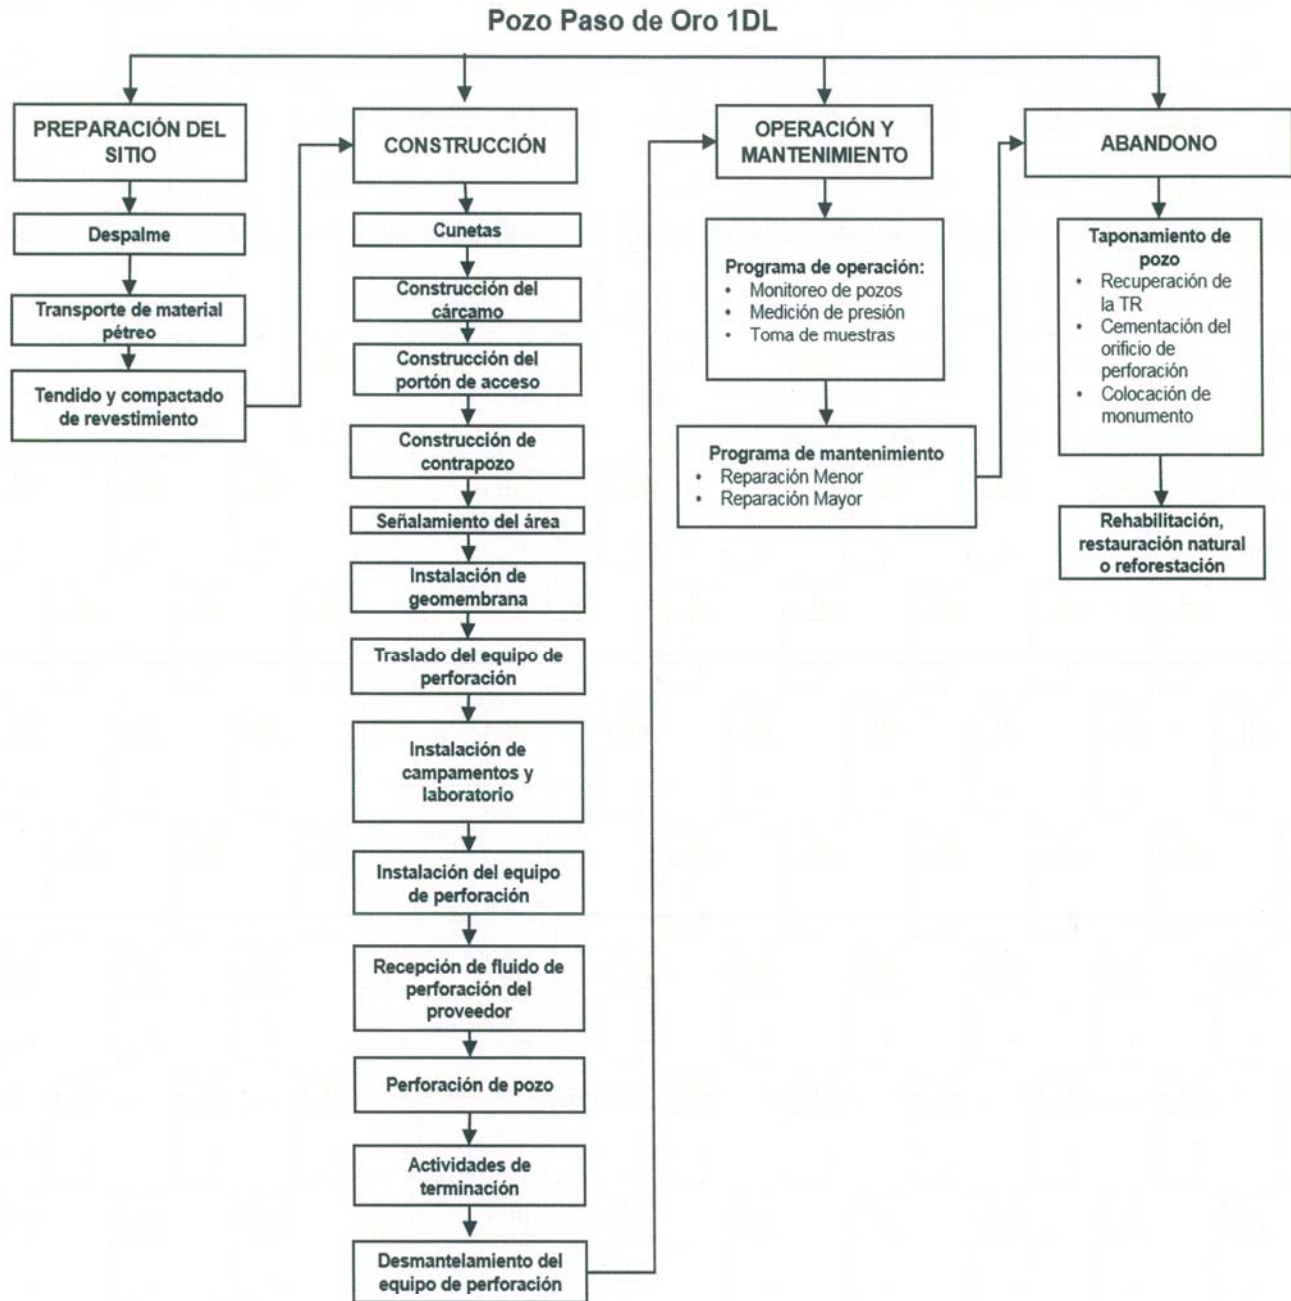 Pozo Paso de Oro 1DL
PREPARACIÓN DEL
SITIO
Despalme
Transporte de material
pétreo
Tendido y compactado
de revestimiento
CONSTRUCCIÓN
Cunetas
Construcción del
cárcamo
Construcción del
portón de acceso
Construcción de
contrapozo
Señalamiento del área
Instalación de
geomembrana
Traslado del equipo de
perforación
Instalación de
campamentos y
laboratorio
Instalación del equipo
de perforación
Recepción de fluido de
perforación del
proveedor
Perforación de pozo
Actividades de
terminación
Desmantelamiento del
equipo de perforación
OPERACIÓN Y
MANTENIMIENTO
Programa de operación:
• Monitoreo de pozos
• Medición de presión
• Toma de muestras
Programa de mantenimiento
• Reparación Menor
• Reparación Mayor
ABANDONO
Taponamiento de
pozo
• Recuperación de
la TR
• Cementación del
orificio de
perforación
• Colocación de
monumento
Rehabilitación,
restauración natural
o reforestación